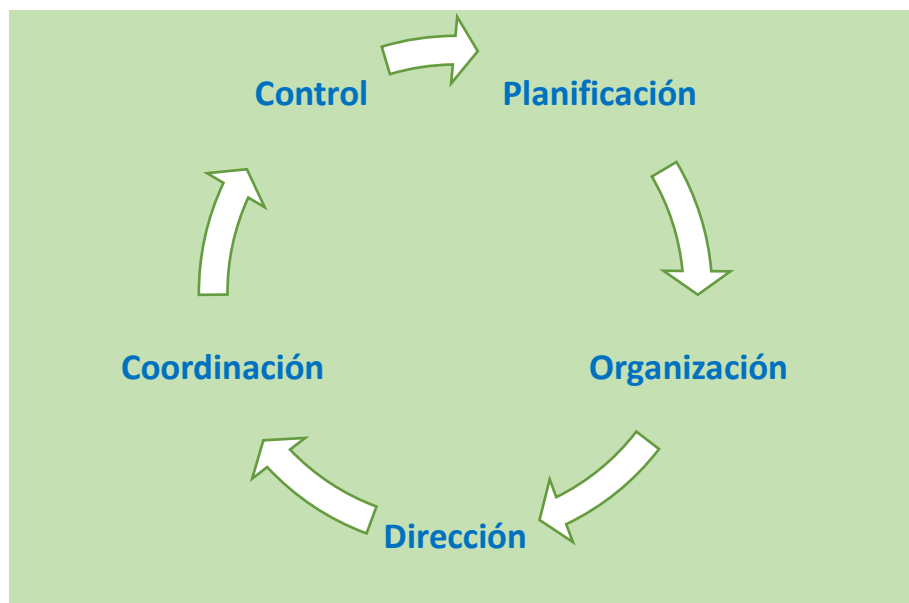 Control
Planificación
Organización
Dirección
Coordinación